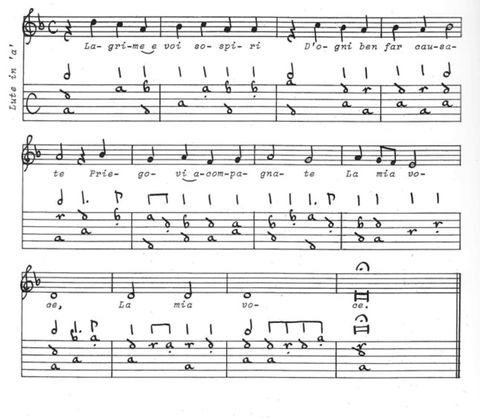 La- gri-me e voi so-spi- ri D'o-gni ben far cau-sa-
Lute in 'a'
te Prie- go- vi a-com-pa- gna- te La mia vo-
ce, La mia vo- ce.